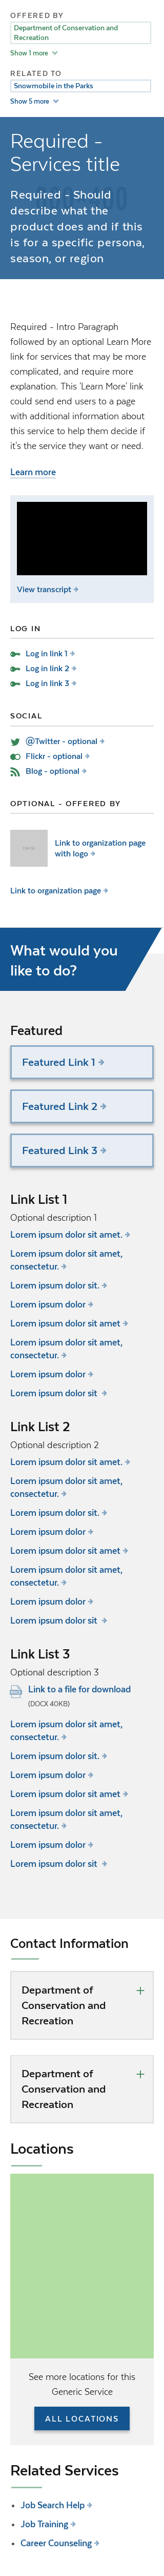 OFFERED BY
Department of Conservation and
Recreation
Show 1 more
RELATED TO
Snowmobile in the Parks
Show 5 more
Required -
Services title
Required - Should
describe what the
product does and if this
is for a specific persona,
season, or region
Required - Intro Paragraph
followed by an optional Learn More
link for services that may be more
complicated, and require more
explanation. This 'Learn More' link
could send end users to a page
with additional information about
this service to help them decide if
it's the service they want or need.
Learn more
View transcript
LOG IN
Log in link 1
Log in link 2
Log in link 3
SOCIAL
@Twitter - optional
Flickr - optional
Blog - optional
OPTIONAL - OFFERED BY
Link to organization page
with logo
Link to organization page
What would you
like to do?
Featured
Featured Link 1
Featured Link 2
Featured Link 3
Link List 1
Optional description 1
Lorem ipsum dolor sit amet.
Lorem ipsum dolor sit amet,
consectetur.
Lorem ipsum dolor sit.
Lorem ipsum dolor
Lorem ipsum dolor sit amet
Lorem ipsum dolor sit amet,
consectetur.
Lorem ipsum dolor
Lorem ipsum dolor sit
Link List 2
Optional description 2
Lorem ipsum dolor sit amet.
Lorem ipsum dolor sit amet,
consectetur.
Lorem ipsum dolor sit.
Lorem ipsum dolor
Lorem ipsum dolor sit amet
Lorem ipsum dolor sit amet,
consectetur.
Lorem ipsum dolor
Lorem ipsum dolor sit
Link List 3
Optional description 3
Link to a file for download
(DOCX 40KB)
Lorem ipsum dolor sit amet,
consectetur.
Lorem ipsum dolor sit.
Lorem ipsum dolor
Lorem ipsum dolor sit amet
Lorem ipsum dolor sit amet,
consectetur.
Lorem ipsum dolor
Lorem ipsum dolor sit
Contact Information
Department of
Conservation and
Recreation
Department of
Conservation and
Recreation
Locations
See more locations for this
Generic Service
ALL LOCATIONS
Related Services
Job Search Help
Job Training
Career Counseling